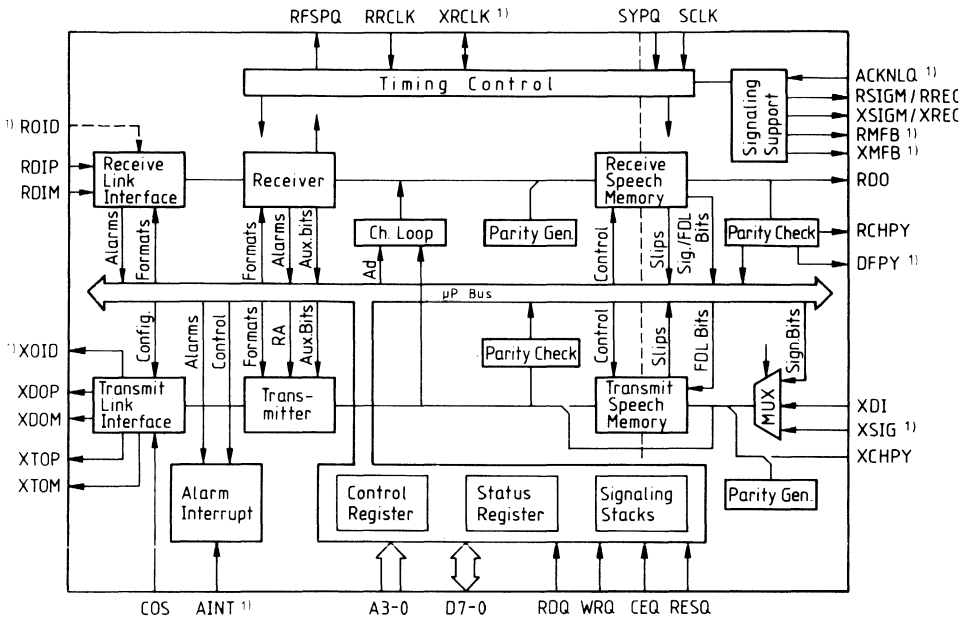 RFSPQ RRCLK XRCLK 1) SYPQ SCLK
Timing Control
Signaling Support
ACKNLQ 1)
RSIGM/RREQ
XSIGM/XREQ
RMFB 1)
XMFB 1)
1) ROID
RDIP
RDIM
Receive Link Interface
Receiver
Receive Speech Memory
RDO
Ch. Loop
Parity Gen.
Parity Check
RCHPY
DFPY 1)
Alarms
Formats
Formats
Alarms
Aux.bits
Ad
Control
Slips
Sig./FDL Bits
µP Bus
Config.
Alarms
Control
Formats
RA
Aux.Bits
Parity Check
Control
Slips
FDL Bits
Sign.Bits
1) XOID
XDOP
XDOM
XTOP
XTOM
Transmit Link Interface
Trans-
mitter
Transmit Speech Memory
MUX
XDI
XSIG 1)
XCHPY
Parity Gen.
Alarm Interrupt
Control Register
Status Register
Signaling Stacks
COS AINT 1) A3-0 D7-0 RDQ WRQ CEQ RESQ